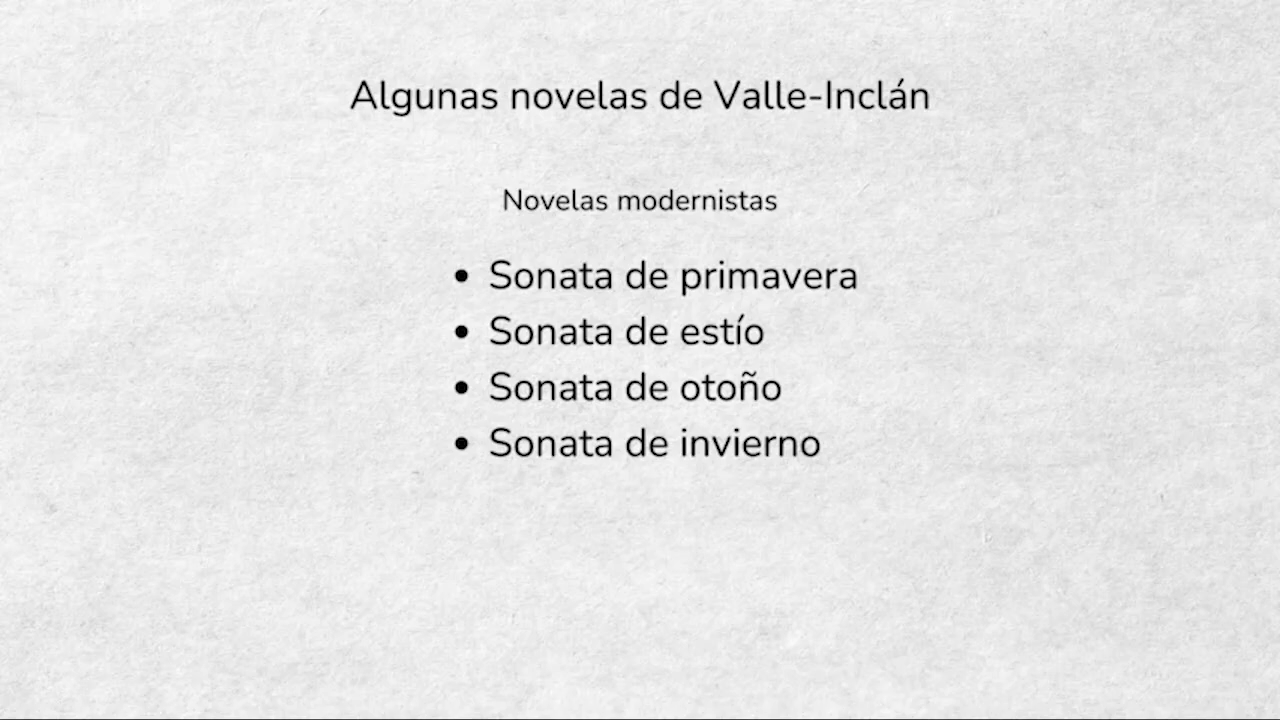 Algunas novelas de Valle-Inclán
Novelas modernistas
• Sonata de primavera
• Sonata de estío
• Sonata de otoño
• Sonata de invierno